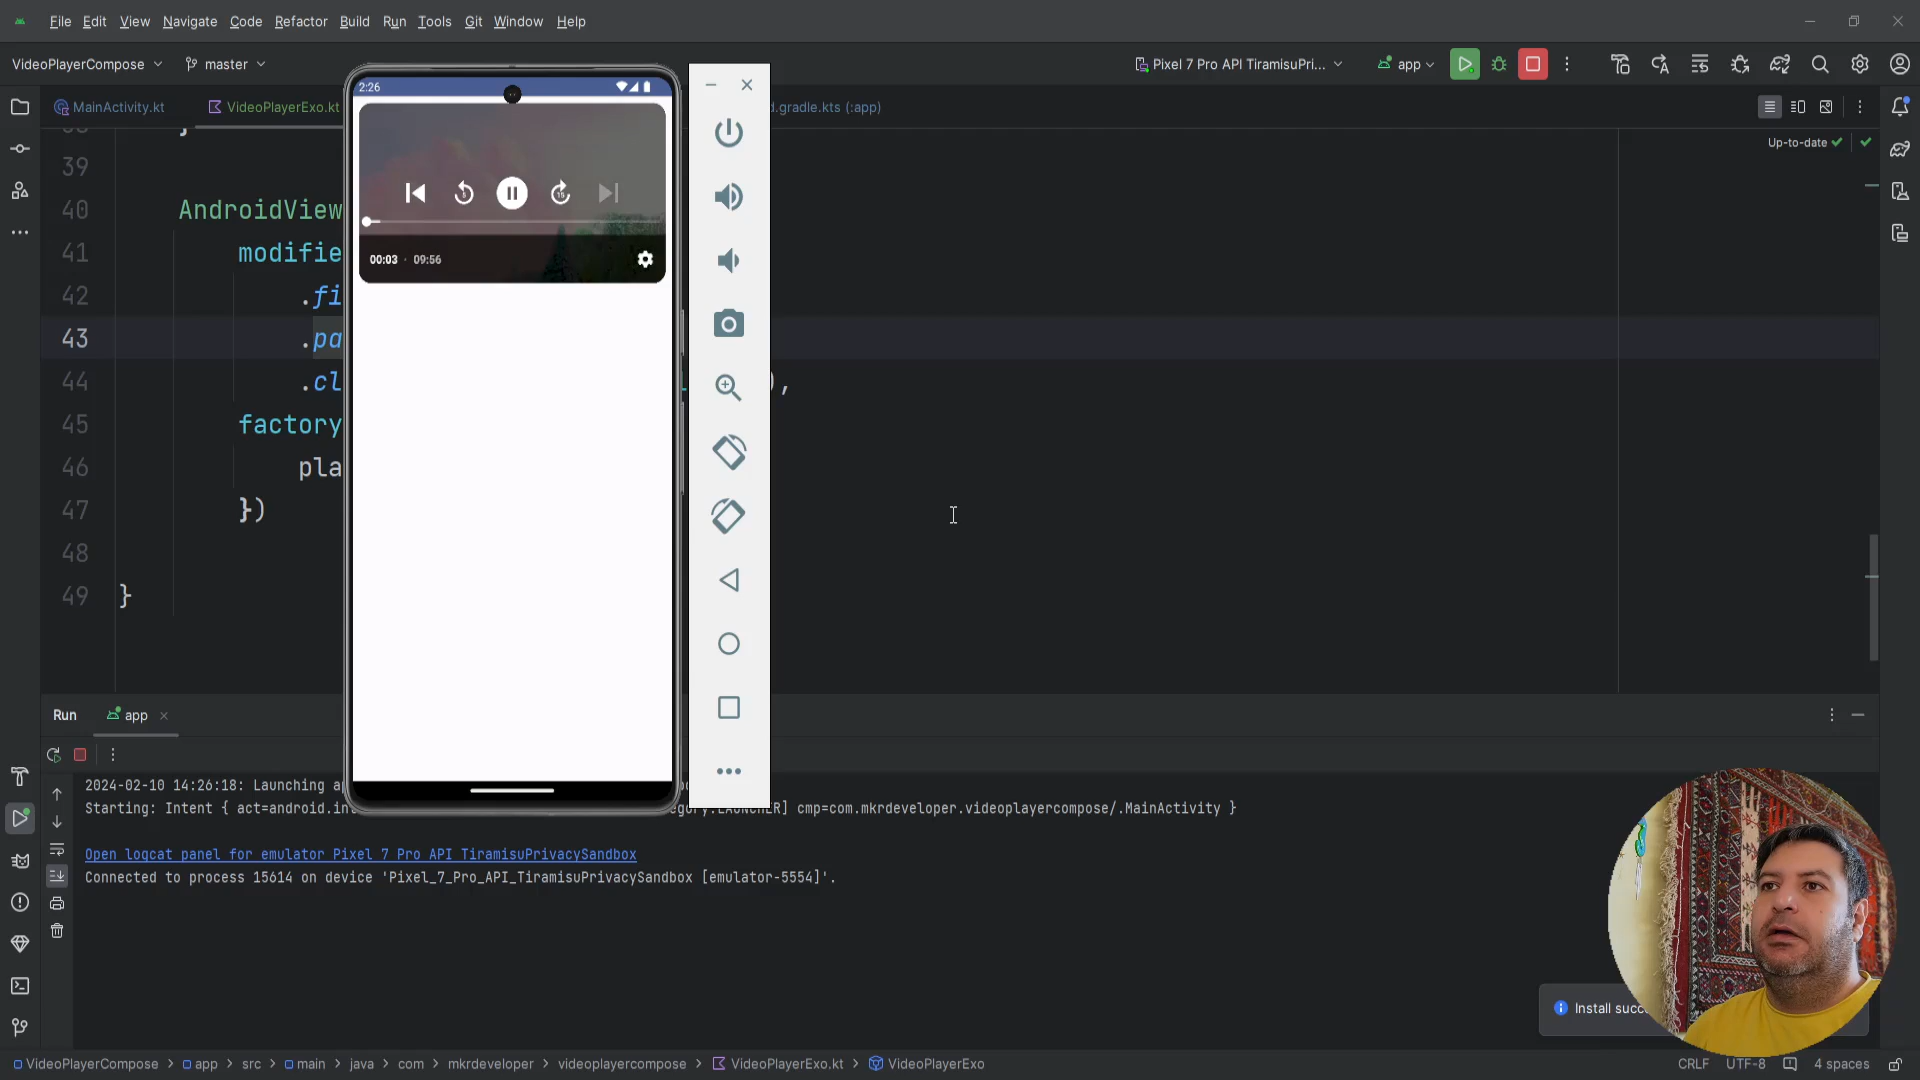 File Edit View Navigate Code Refactor Build Run Tools Git Window Help
VideoPlayerCompose master Pixel 7 Pro API TiramisuPri... app
MainActivity.kt VideoPlayerExo.kt d.gradle.kts (:app)
Up-to-date
39
40 AndroidView
41 modifie
42 .fi
43 .pa
44 .cl ),
45 factory
46 pla
47 })
48
49 }
2:26
5 15
00:03 · 09:56
Run app
2024-02-10 14:26:18: Launching
Starting: Intent { act=android.in LAUNCHER] cmp=com.mkrdeveloper.videoplayercompose/.MainActivity }
Open logcat panel for emulator Pixel 7 Pro API TiramisuPrivacySandbox
Connected to process 15614 on device 'Pixel_7_Pro_API_TiramisuPrivacySandbox [emulator-5554]'.
Install succ
VideoPlayerCompose > app > src > main > java > com > mkrdeveloper > videoplayercompose > VideoPlayerExo.kt > VideoPlayerExo CRLF UTF-8 4 spaces